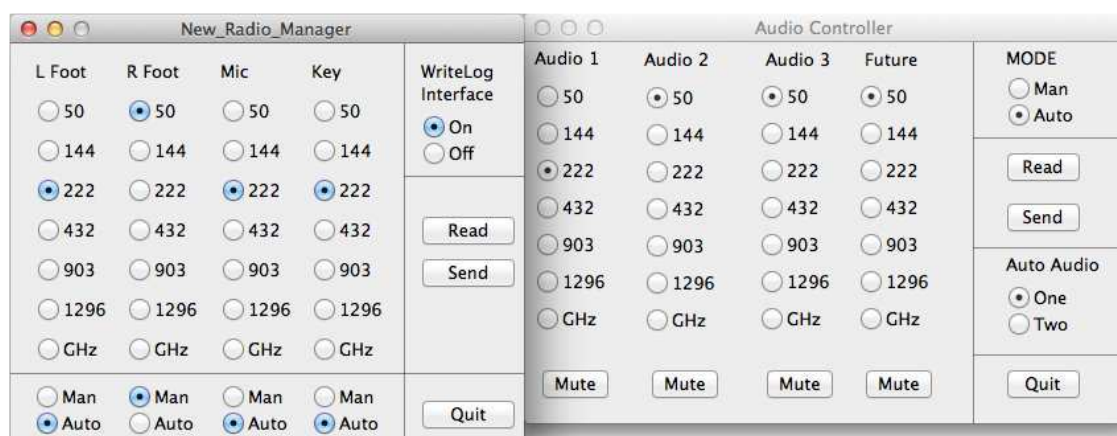 New_Radio_Manager
L Foot R Foot Mic Key
50 50 50 50
144 144 144 144
222 222 222 222
432 432 432 432
903 903 903 903
1296 1296 1296 1296
GHz GHz GHz GHz
Man Man Man Man
Auto Auto Auto Auto
WriteLog
Interface
On
Off
Read
Send
Quit
Audio Controller
Audio 1 Audio 2 Audio 3 Future
50 50 50 50
144 144 144 144
222 222 222 222
432 432 432 432
903 903 903 903
1296 1296 1296 1296
GHz GHz GHz GHz
Mute Mute Mute Mute
MODE
Man
Auto
Read
Send
Auto Audio
One
Two
Quit